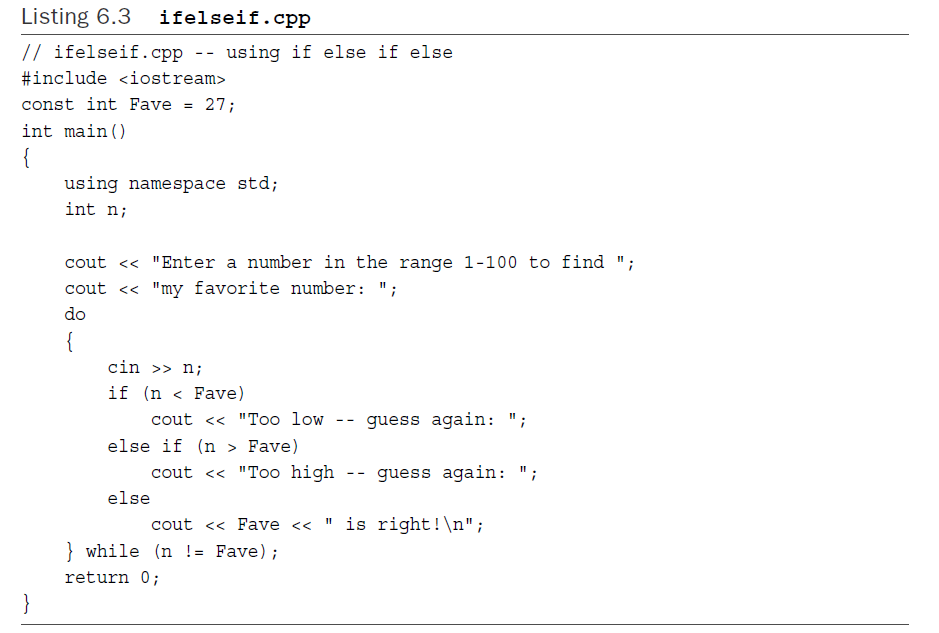 Listing 6.3 ifelseif.cpp
// ifelseif.cpp -- using if else if else
#include <iostream>
const int Fave = 27;
int main()
{
    using namespace std;
    int n;

    cout << "Enter a number in the range 1-100 to find ";
    cout << "my favorite number: ";
    do
    {
        cin >> n;
        if (n < Fave)
            cout << "Too low -- guess again: ";
        else if (n > Fave)
            cout << "Too high -- guess again: ";
        else
            cout << Fave << " is right!\n";
    } while (n != Fave);
    return 0;
}